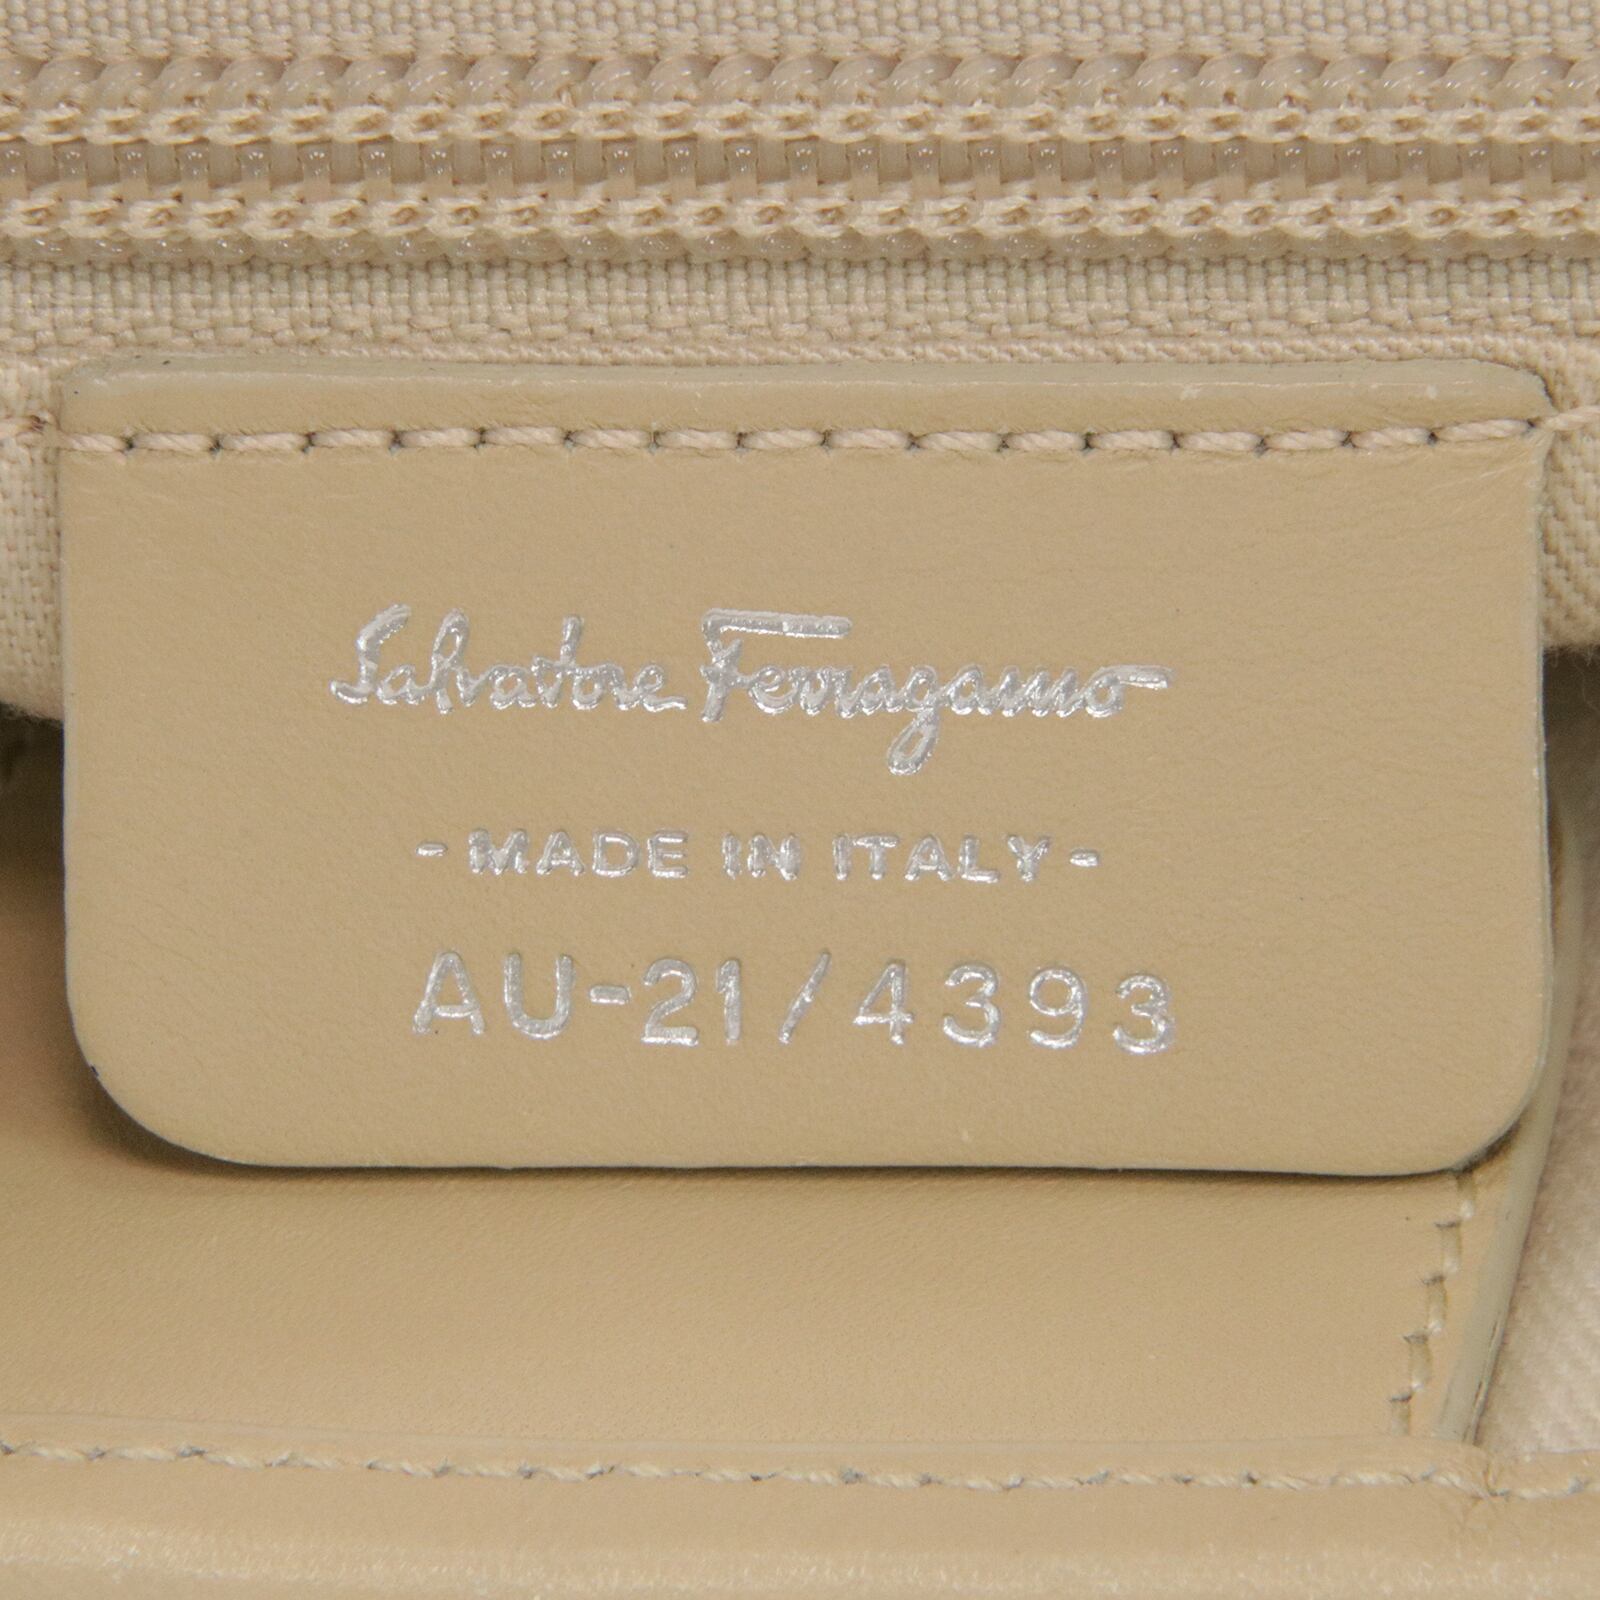 Salvatore Ferragamo
- MADE IN ITALY -
AU-21/4393